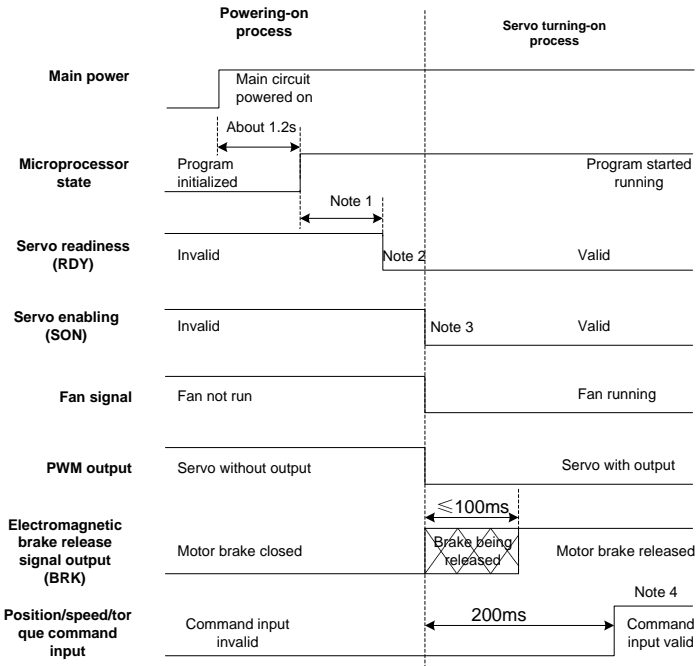 Powering-on
process
Servo turning-on
process
Main power
Main circuit
powered on
About 1.2s
Microprocessor
state
Program
initialized
Program started
running
Note 1
Servo readiness
(RDY)
Invalid
Note 2
Valid
Servo enabling
(SON)
Invalid
Note 3
Valid
Fan signal
Fan not run
Fan running
PWM output
Servo without output
Servo with output
≤100ms
Electromagnetic
brake release
signal output
(BRK)
Motor brake closed
Brake being
released
Motor brake released
Note 4
Position/speed/tor
que command
input
Command input
invalid
200ms
Command
input valid